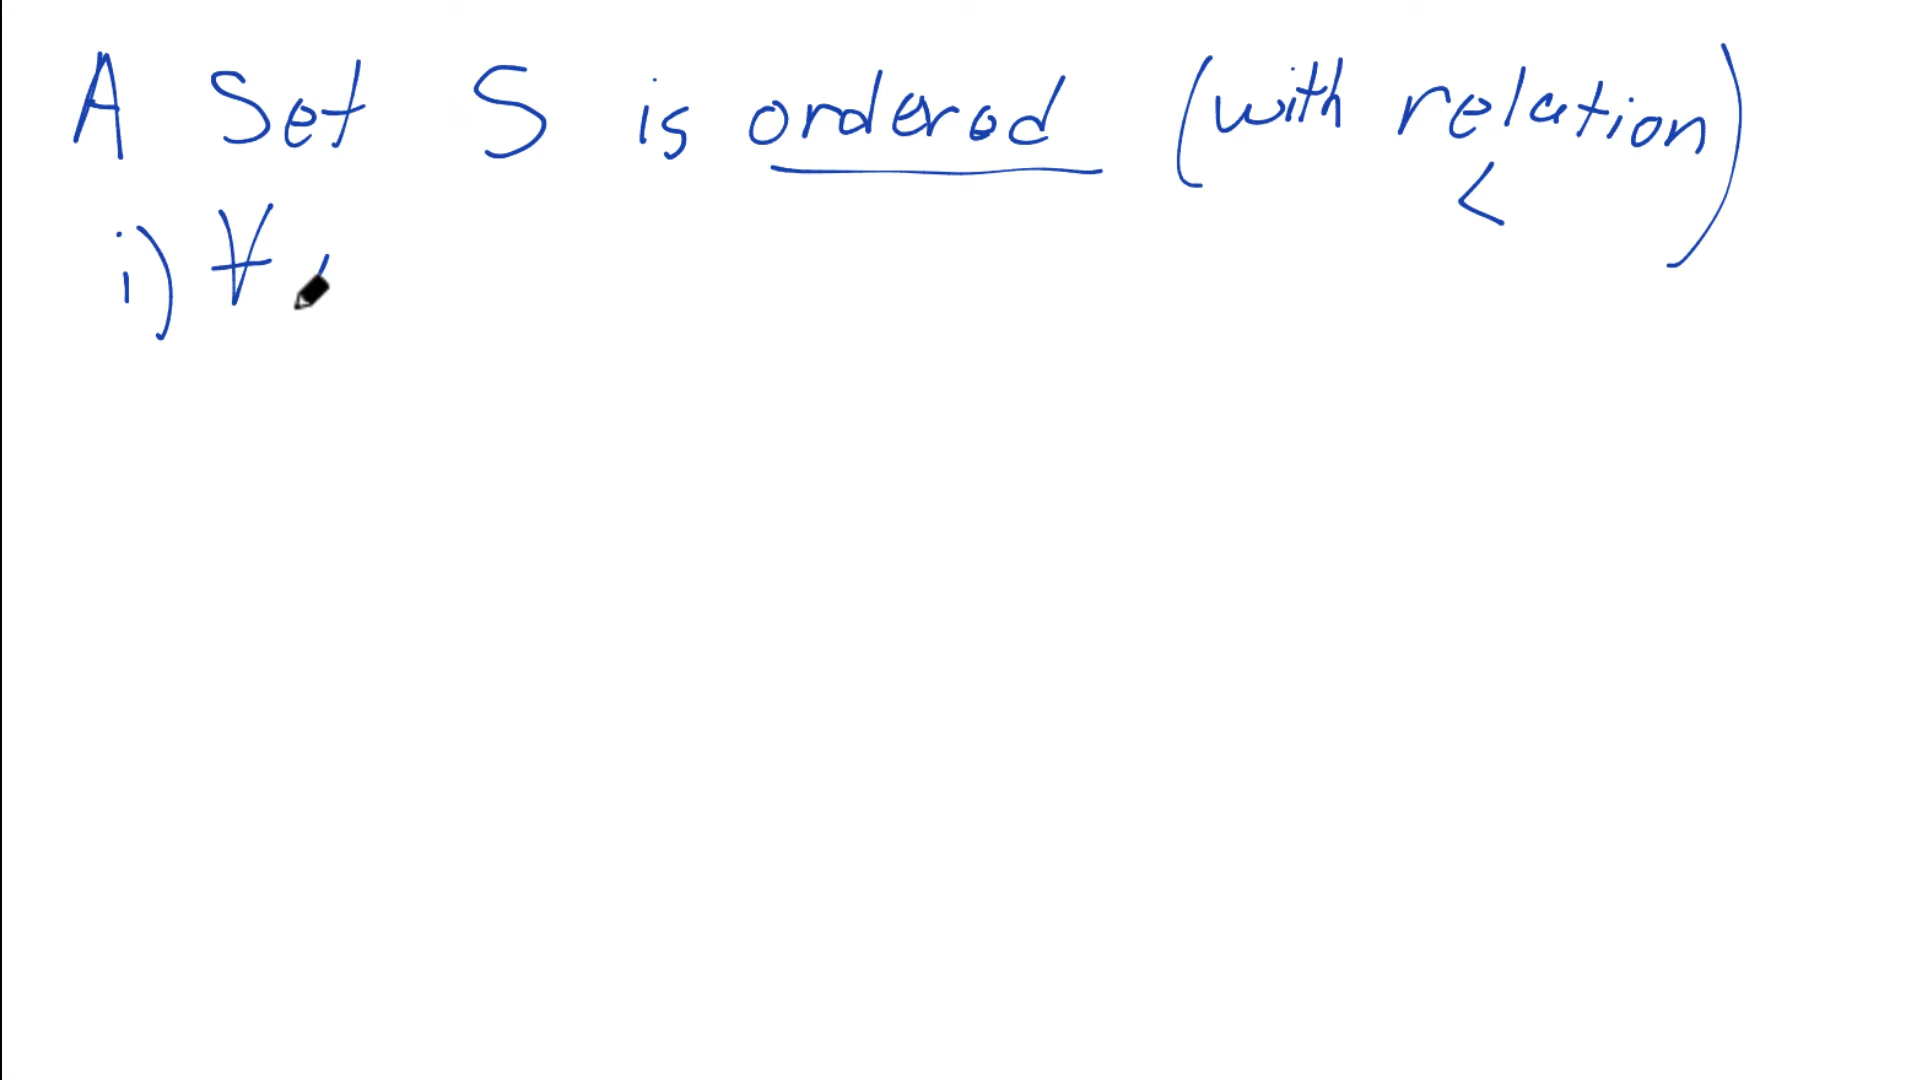 A Set S is ordered (with relation <)
i) ∀